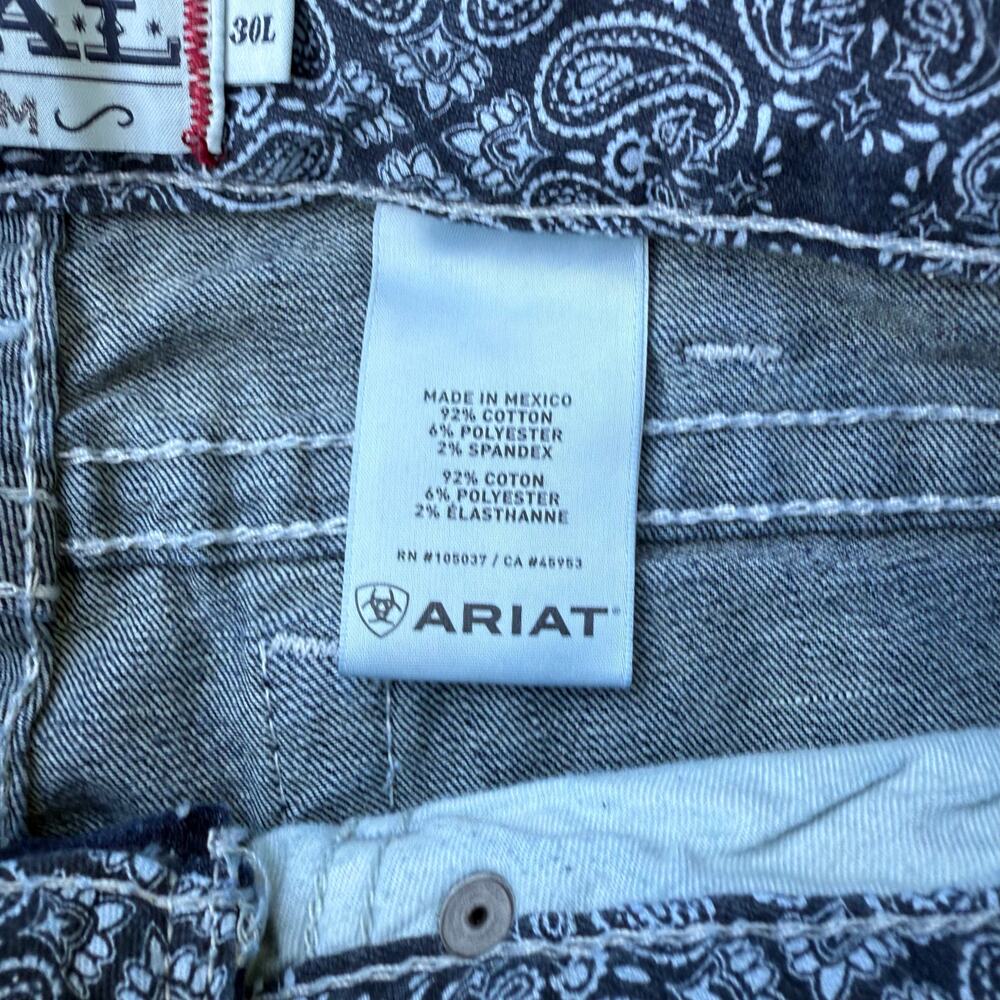 30L
MADE IN MEXICO
92% COTTON
6% POLYESTER
2% SPANDEX
92% COTON
6% POLYESTER
2% ÉLASTHANNE
RN #105037 / CA #45953
ARIAT